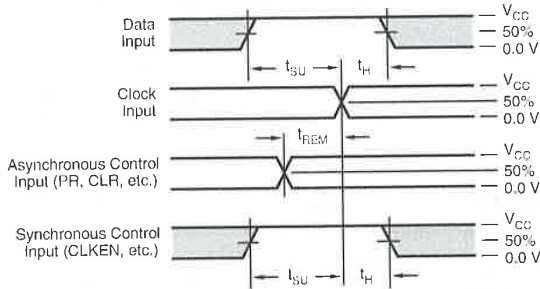 Data
Input
V_CC
50%
0.0 V
t_SU
t_H
Clock
Input
V_CC
50%
0.0 V
t_REM
Asynchronous Control
Input (PR, CLR, etc.)
V_CC
50%
0.0 V
Synchronous Control
Input (CLKEN, etc.)
V_CC
50%
0.0 V
t_SU
t_H